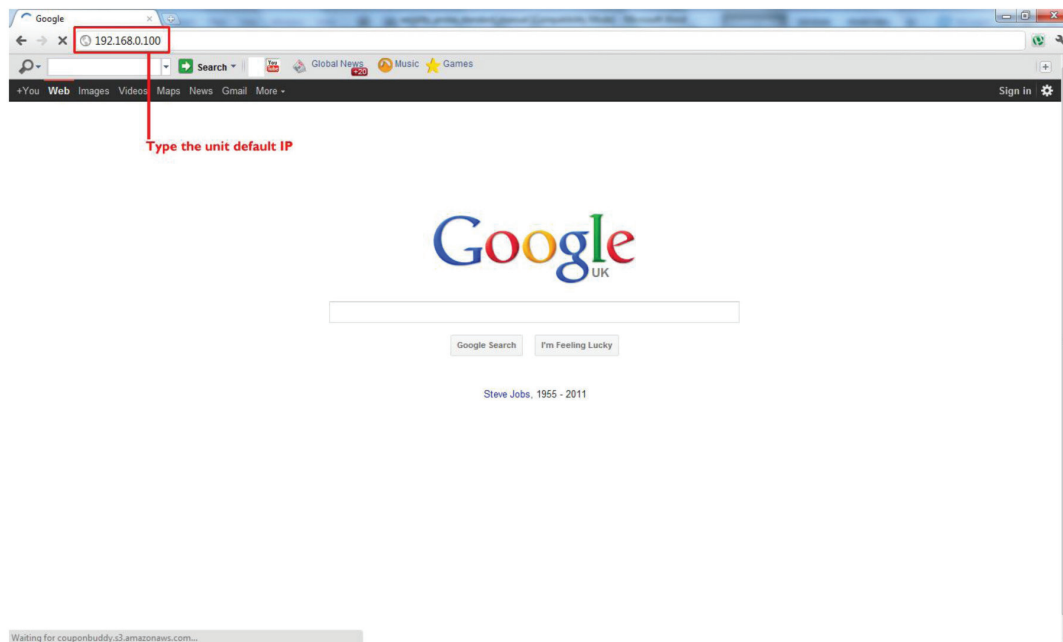 Google
192.168.0.100
Search
You
Tube
Global News
+20
Music
Games
+You Web Images Videos Maps News Gmail More
Sign in
Type the unit default IP
Google
UK
Google Search I'm Feeling Lucky
Steve Jobs, 1955 - 2011
Waiting for couponbuddy.s3.amazonaws.com...